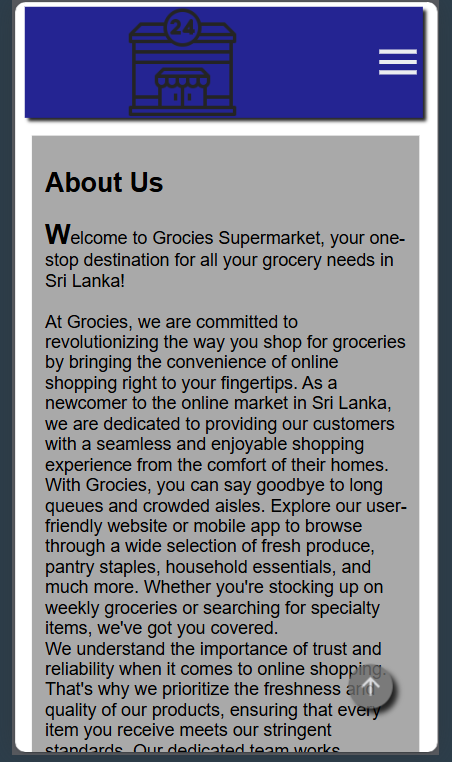 24
About Us
Welcome to Grocies Supermarket, your one-
stop destination for all your grocery needs in
Sri Lanka!
At Grocies, we are committed to
revolutionizing the way you shop for groceries
by bringing the convenience of online
shopping right to your fingertips. As a
newcomer to the online market in Sri Lanka,
we are dedicated to providing our customers
with a seamless and enjoyable shopping
experience from the comfort of their homes.
With Grocies, you can say goodbye to long
queues and crowded aisles. Explore our user-
friendly website or mobile app to browse
through a wide selection of fresh produce,
pantry staples, household essentials, and
much more. Whether you're stocking up on
weekly groceries or searching for specialty
items, we've got you covered.
We understand the importance of trust and
reliability when it comes to online shopping.
That's why we prioritize the freshness and
quality of our products, ensuring that every
item you receive meets our stringent
standards. Our dedicated team works